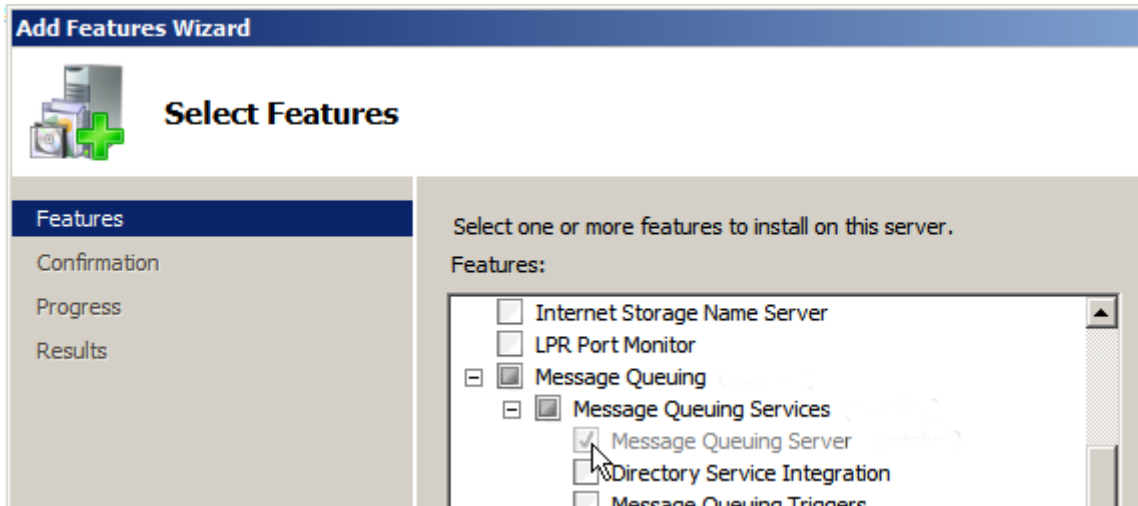 Add Features Wizard
Select Features
Features
Confirmation
Progress
Results
Select one or more features to install on this server.
Features:
Internet Storage Name Server
LPR Port Monitor
Message Queuing
Message Queuing Services
Message Queuing Server
Directory Service Integration
Message Queuing Triggers